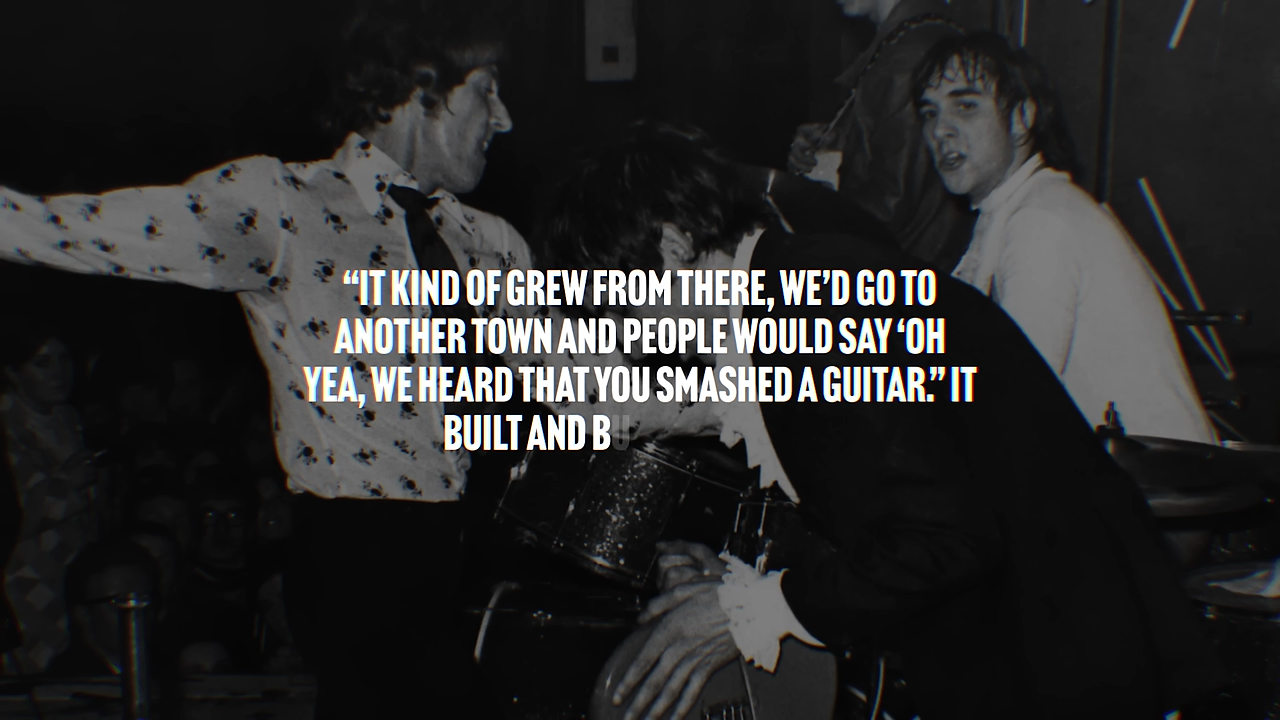 “IT KIND OF GREW FROM THERE, WE’D GO TO
ANOTHER TOWN AND PEOPLE WOULD SAY ‘OH
YEA, WE HEARD THAT YOU SMASHED A GUITAR.” IT
BUILT AND BU